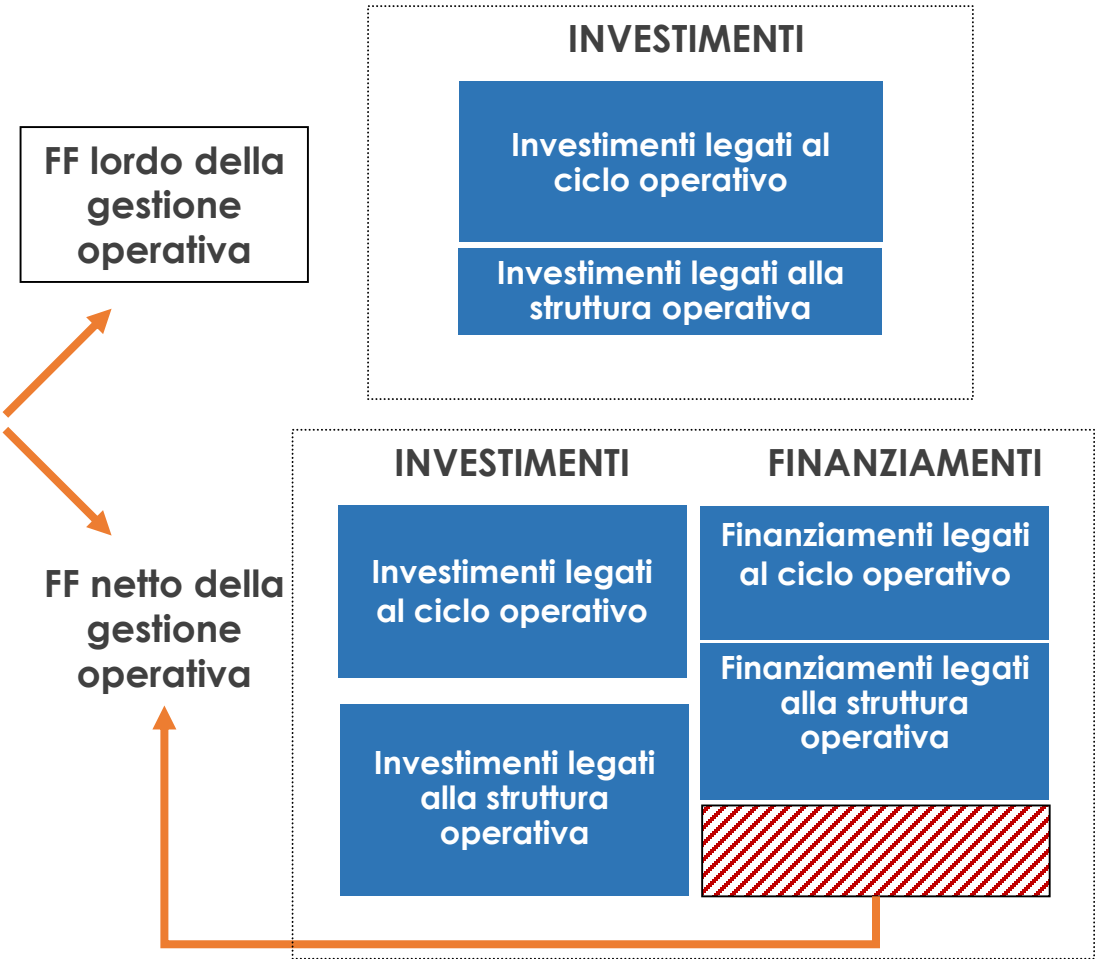 INVESTIMENTI
Investimenti legati al
ciclo operativo
Investimenti legati alla
struttura operativa
FF lordo della
gestione
operativa
INVESTIMENTI
FINANZIAMENTI
Investimenti legati
al ciclo operativo
Finanziamenti legati
al ciclo operativo
Investimenti legati
alla struttura
operativa
Finanziamenti legati
alla struttura
operativa
FF netto della
gestione
operativa